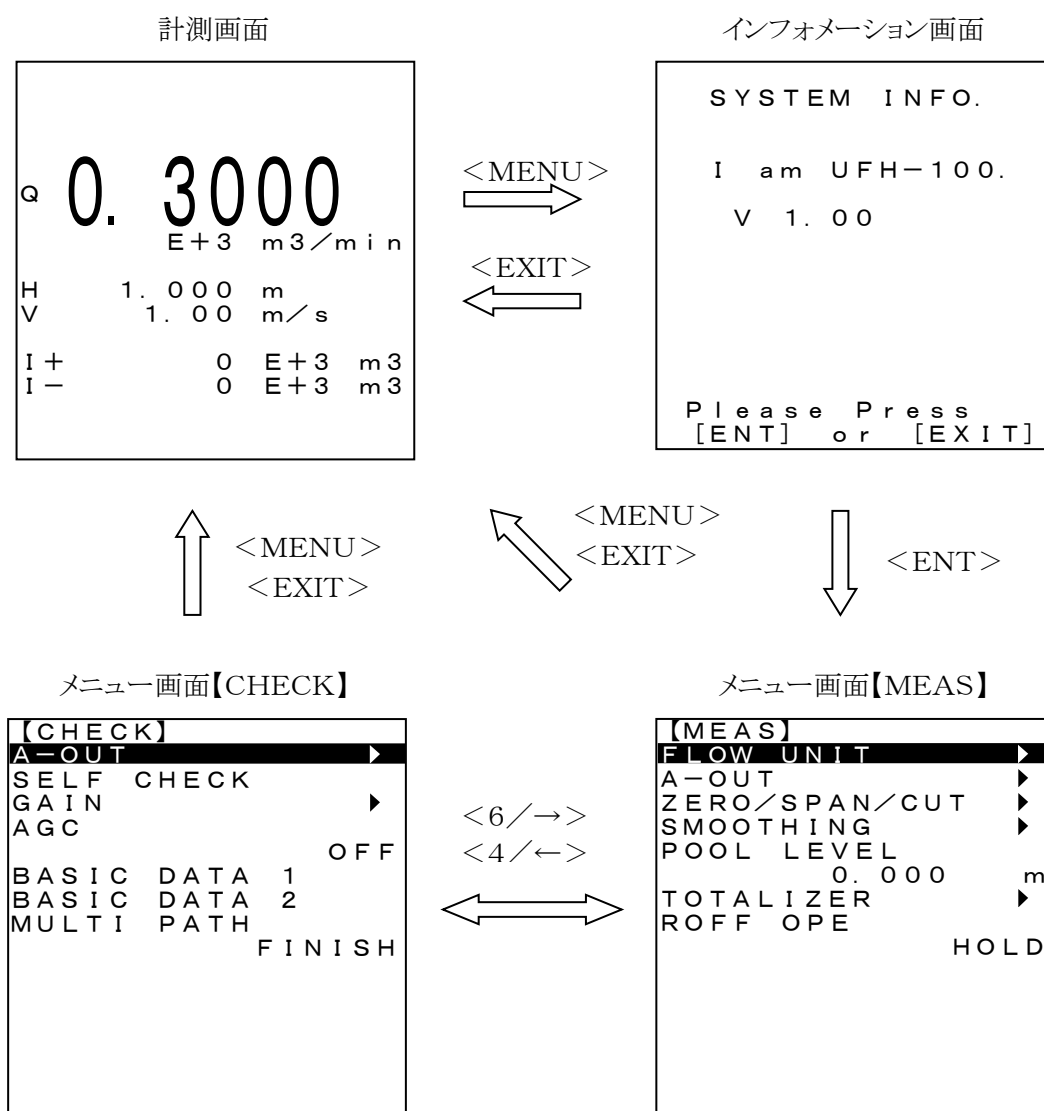 計測画面
Q 0. 3000
E+3 m3/min
H 1. 000 m
V 1. 00 m/s
I+ 0 E+3 m3
I- 0 E+3 m3
<MENU>
<EXIT>
インフォメーション画面
SYSTEM INFO.
I am UFH-100.
V 1. 00
Please Press
[ENT] or [EXIT]
<MENU>
<EXIT>
<MENU>
<EXIT>
<ENT>
メニュー画面【CHECK】
【CHECK】
A-OUT ▶
SELF CHECK
GAIN ▶
AGC
OFF
BASIC DATA 1
BASIC DATA 2
MULTI PATH
FINISH
<6/→>
<4/←>
メニュー画面【MEAS】
【MEAS】
FLOW UNIT ▶
A-OUT ▶
ZERO/SPAN/CUT ▶
SMOOTHING ▶
POOL LEVEL
0. 000 m
TOTALIZER ▶
ROFF OPE
HOLD